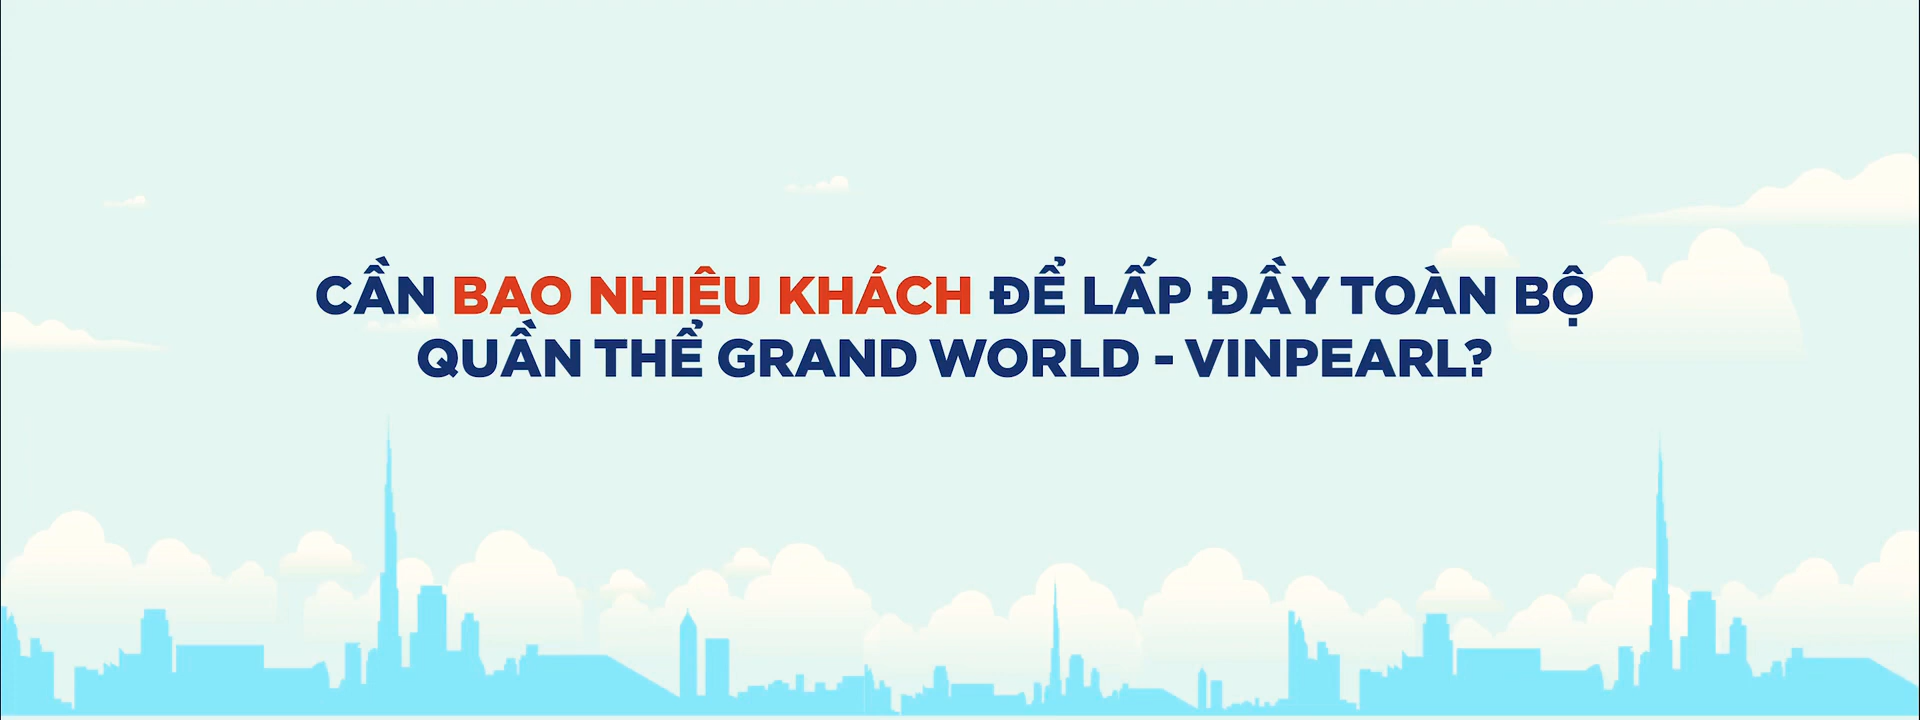 CẦN BAO NHIÊU KHÁCH ĐỂ LẤP ĐẦY TOÀN BỘ
QUẦN THỂ GRAND WORLD - VINPEARL?